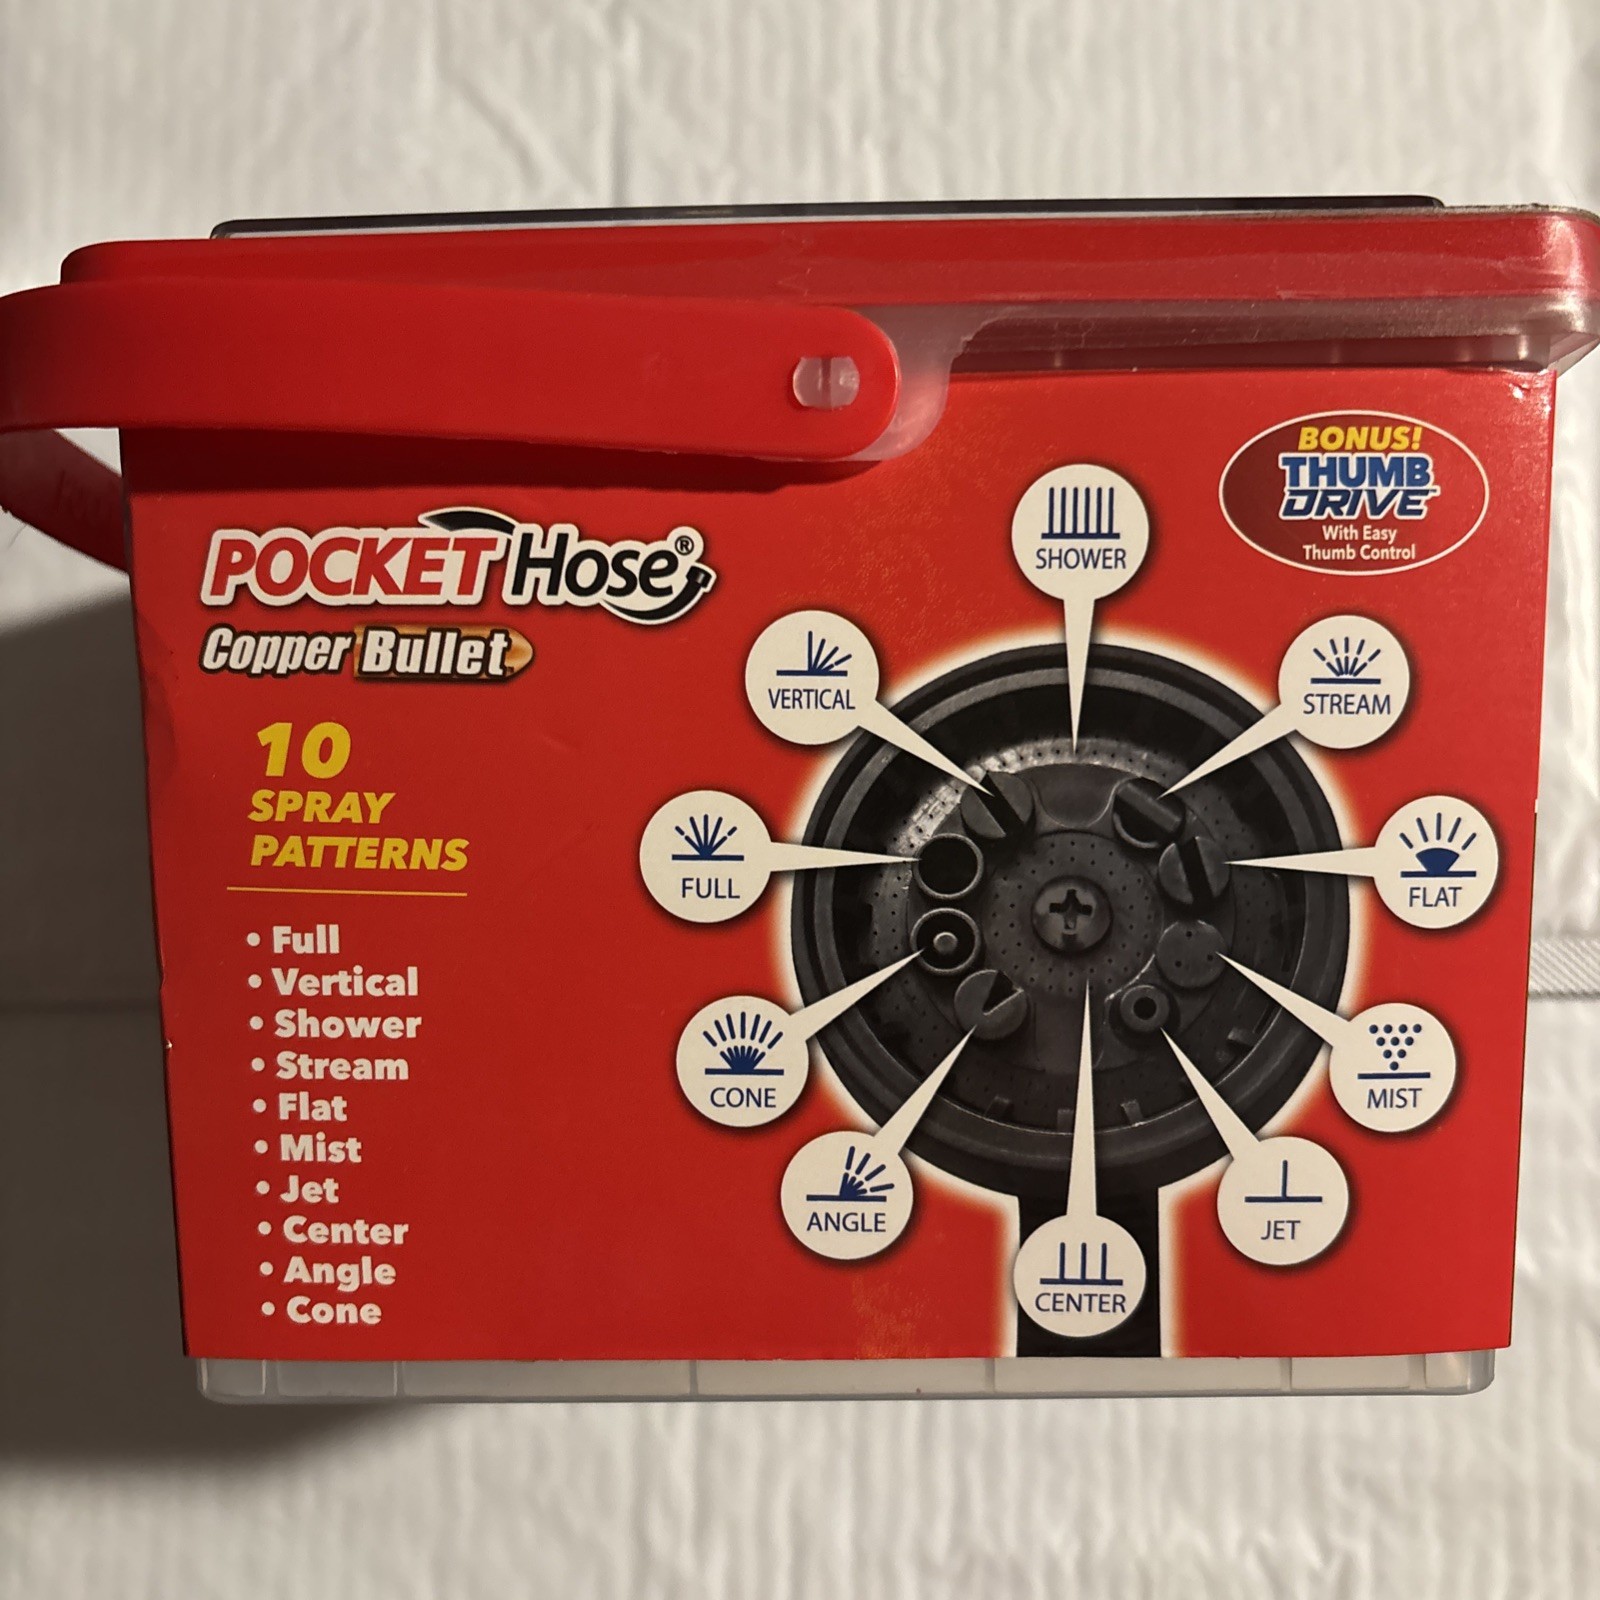 POCKET Hose®
Copper Bullet
10
SPRAY
PATTERNS
• Full
• Vertical
• Shower
• Stream
• Flat
• Mist
• Jet
• Center
• Angle
• Cone
BONUS!
THUMB
DRIVE™
With Easy
Thumb Control
SHOWER
VERTICAL
STREAM
FULL
FLAT
CONE
MIST
ANGLE
JET
CENTER